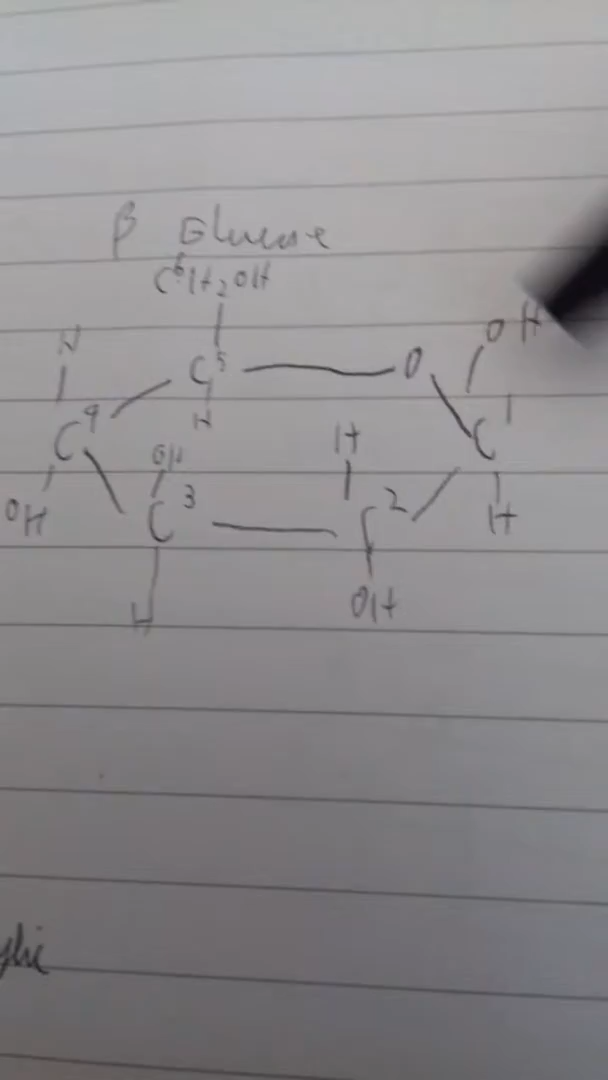 β Glucose
C6H2OH
H C5 O OH
C4 H C1
OH OH H H
C3 C2
H OH